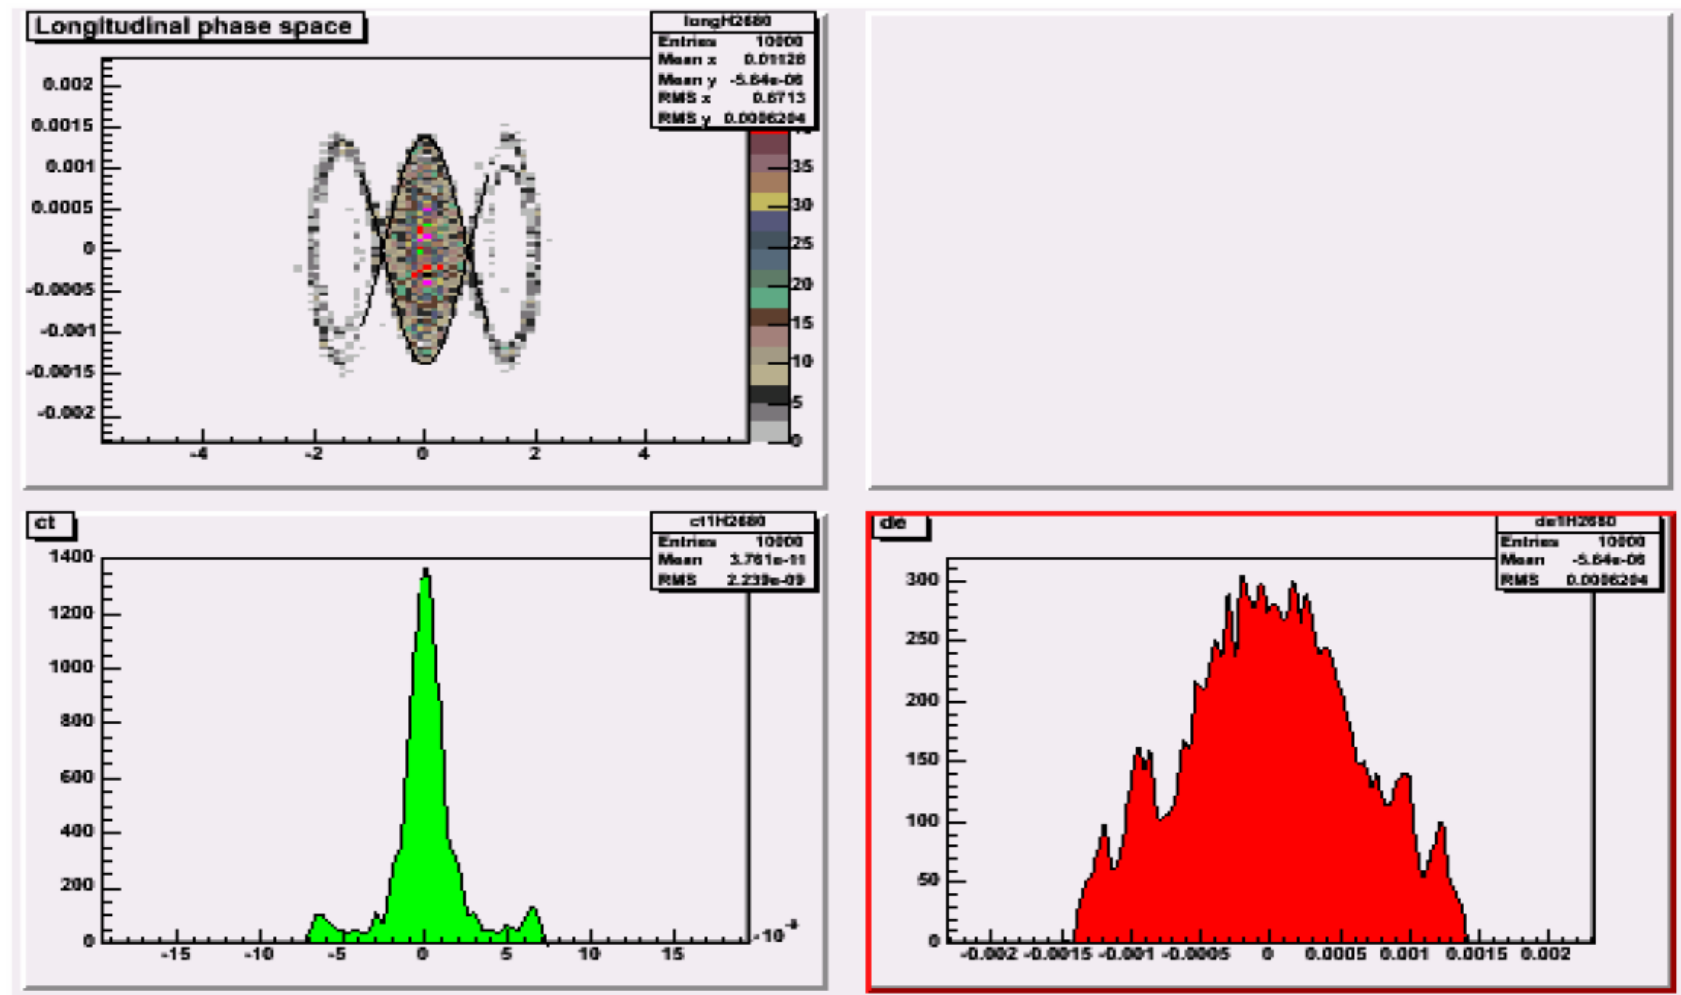 Longitudinal phase space
longH2680
Entries 10000
Mean x 0.01128
Mean y -5.64e-06
RMS x 0.6713
RMS y 0.0006204
0.002
0.0015
0.001
0.0005
0
-0.0005
-0.001
-0.0015
-0.002
-4 -2 0 2 4
35
30
25
20
15
10
5
0
ct
ct1H2680
Entries 10000
Mean 3.761e-11
RMS 2.239e-09
1400
1200
1000
800
600
400
200
0
-15 -10 -5 0 5 10 15
de
de1H2680
Entries 10000
Mean -5.64e-06
RMS 0.0006204
300
250
200
150
100
50
0
-0.002 -0.0015 -0.001 -0.0005 0 0.0005 0.001 0.0015 0.002